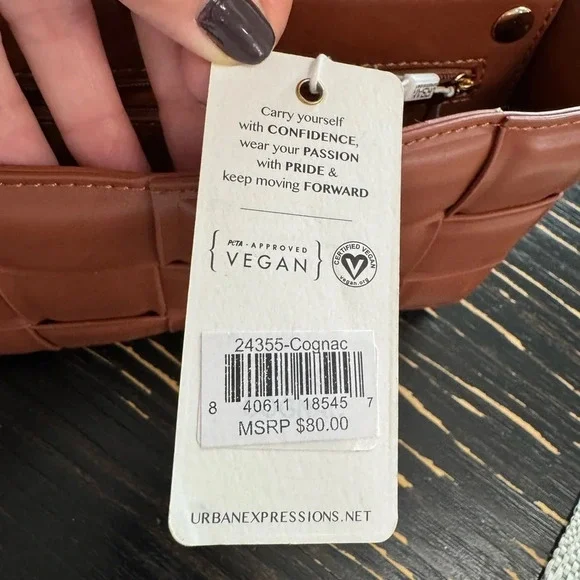 Carry yourself
with CONFIDENCE,
wear your PASSION
with PRIDE &
keep moving FORWARD
PETA - APPROVED
VEGAN
CERTIFIED VEGAN
vegan.org
24355-Cognac
8 40611 18545 7
MSRP $80.00
URBANEXPRESSIONS.NET